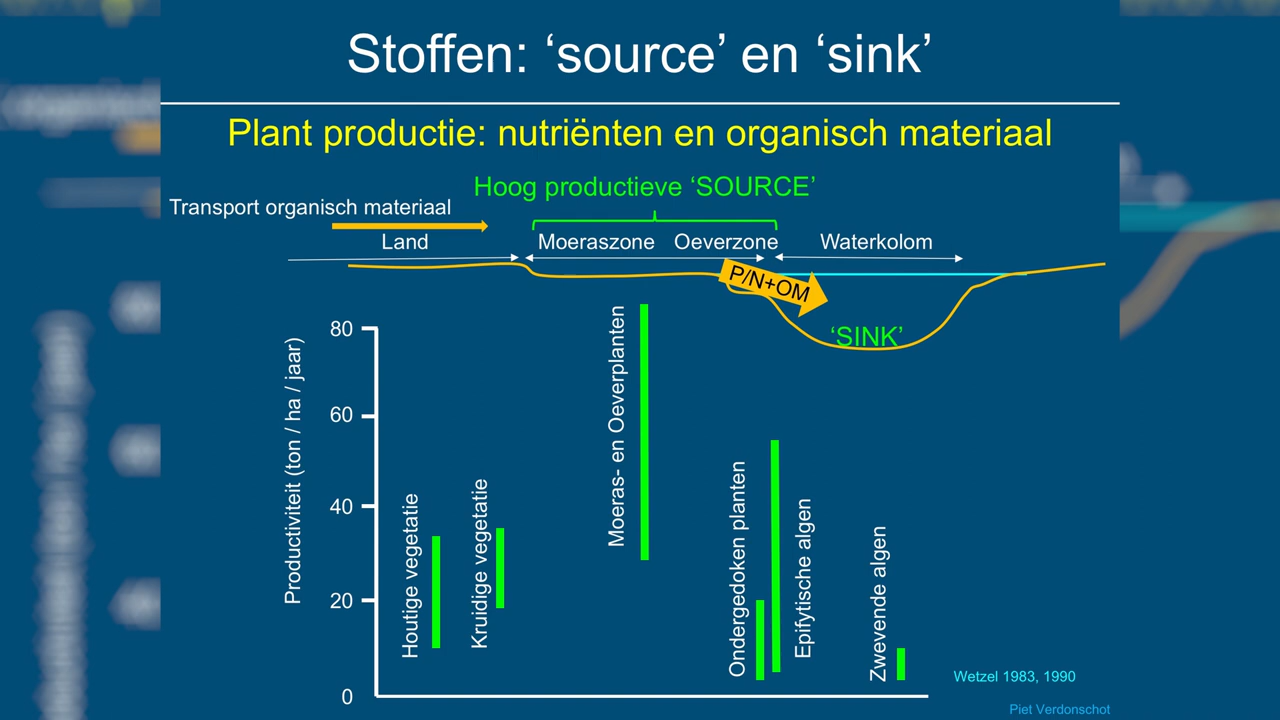 Stoffen: ‘source’ en ‘sink’
Plant productie: nutriënten en organisch materiaal
Hoog productieve ‘SOURCE’
Transport organisch materiaal
Land
Moeraszone
Oeverzone
Waterkolom
P/N+OM
‘SINK’
Productiviteit (ton / ha / jaar)
80
60
40
20
0
Houtige vegetatie
Kruidige vegetatie
Moeras- en Oeverplanten
Ondergedoken planten
Epifytische algen
Zwevende algen
Wetzel 1983, 1990
Piet Verdonschot